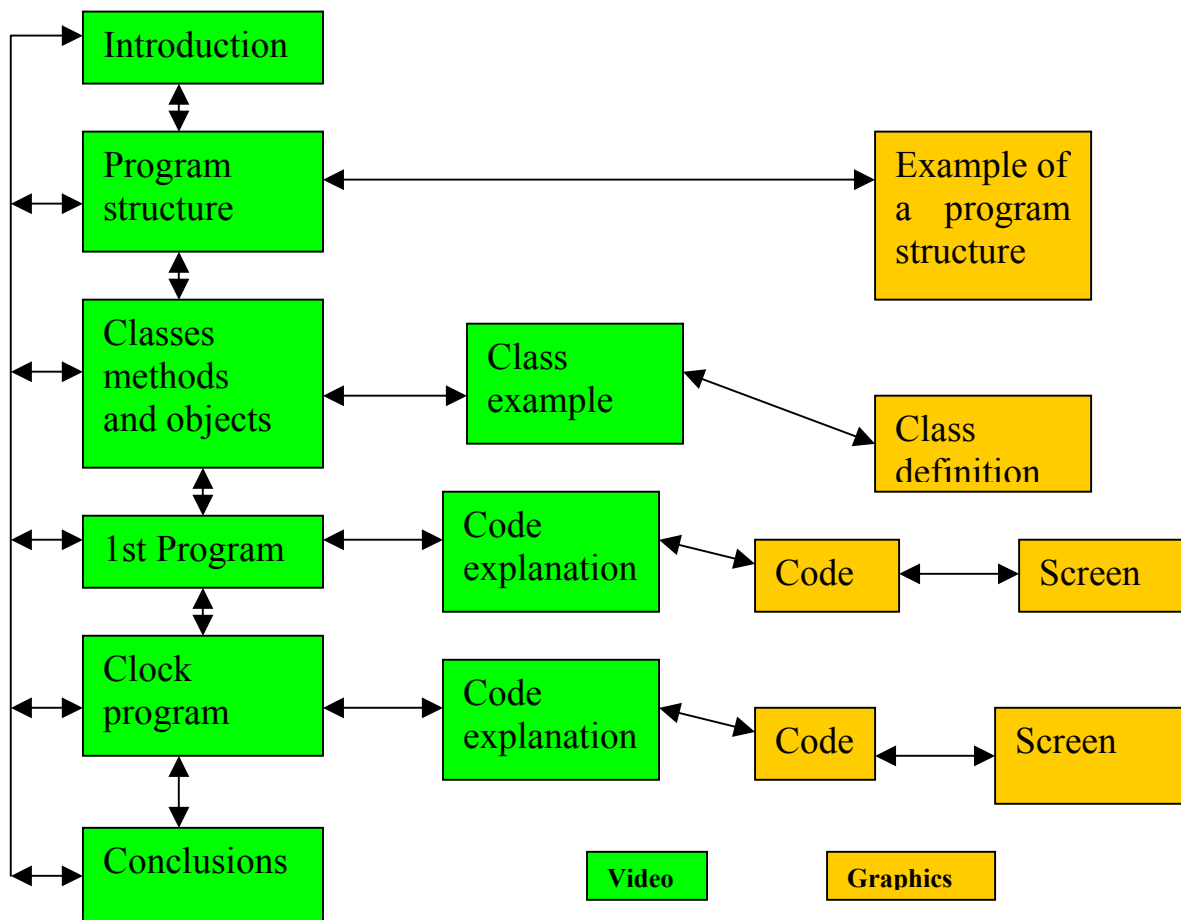 Introduction
Program
structure
Example of
a program
structure
Classes
methods
and objects
Class
example
Class
definition
1st Program
Code
explanation
Code
Screen
Clock
program
Code
explanation
Code
Screen
Conclusions
Video
Graphics